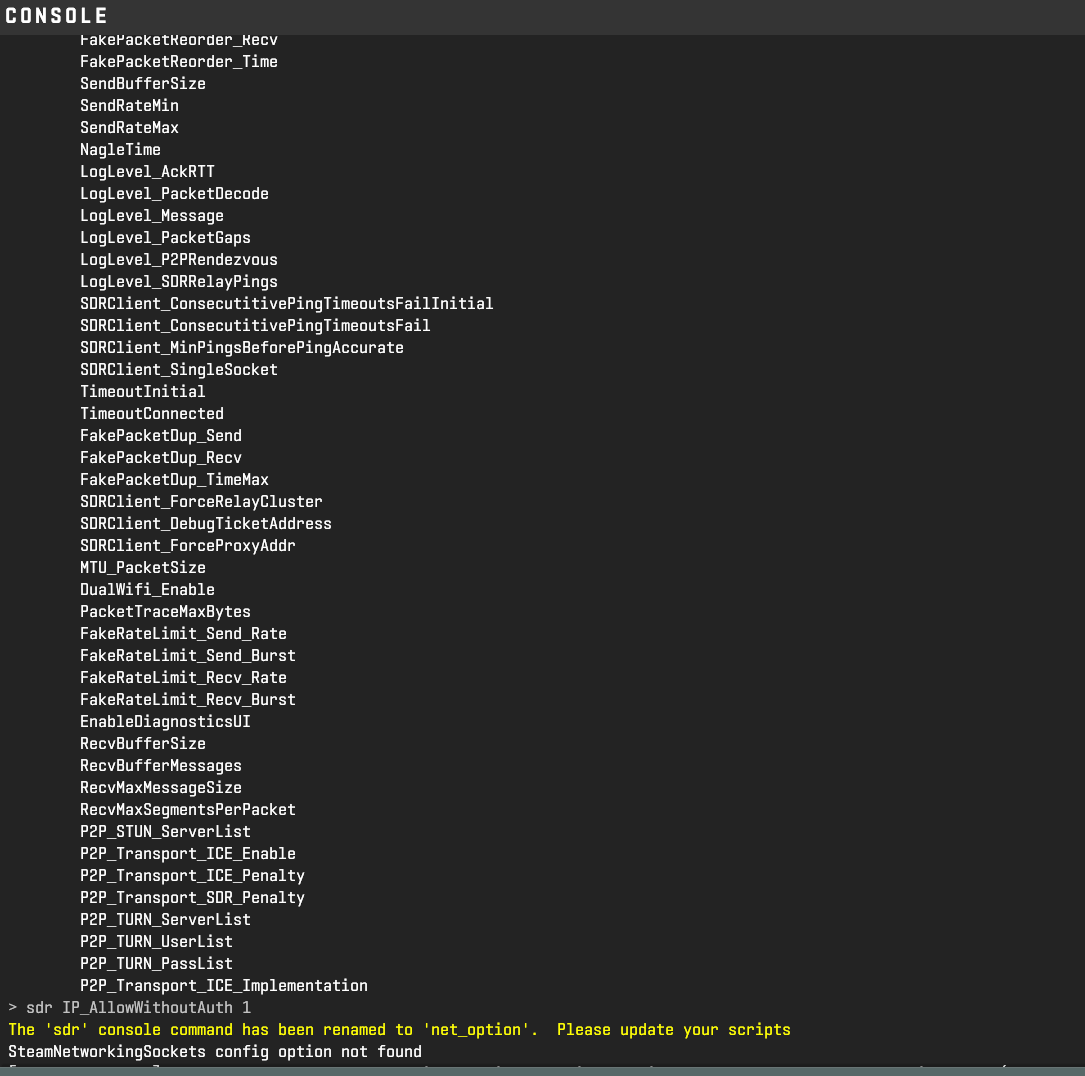 CONSOLE
FakePacketReorder_Recv
FakePacketReorder_Time
SendBufferSize
SendRateMin
SendRateMax
NagleTime
LogLevel_AckRTT
LogLevel_PacketDecode
LogLevel_Message
LogLevel_PacketGaps
LogLevel_P2PRendezvous
LogLevel_SDRRelayPings
SDRClient_ConsecutitivePingTimeoutsFailInitial
SDRClient_ConsecutitivePingTimeoutsFail
SDRClient_MinPingsBeforePingAccurate
SDRClient_SingleSocket
TimeoutInitial
TimeoutConnected
FakePacketDup_Send
FakePacketDup_Recv
FakePacketDup_TimeMax
SDRClient_ForceRelayCluster
SDRClient_DebugTicketAddress
SDRClient_ForceProxyAddr
MTU_PacketSize
DualWifi_Enable
PacketTraceMaxBytes
FakeRateLimit_Send_Rate
FakeRateLimit_Send_Burst
FakeRateLimit_Recv_Rate
FakeRateLimit_Recv_Burst
EnableDiagnosticsUI
RecvBufferSize
RecvBufferMessages
RecvMaxMessageSize
RecvMaxSegmentsPerPacket
P2P_STUN_ServerList
P2P_Transport_ICE_Enable
P2P_Transport_ICE_Penalty
P2P_Transport_SDR_Penalty
P2P_TURN_ServerList
P2P_TURN_UserList
P2P_TURN_PassList
P2P_Transport_ICE_Implementation
> sdr IP_AllowWithoutAuth 1
The 'sdr' console command has been renamed to 'net_option'.  Please update your scripts
SteamNetworkingSockets config option not found